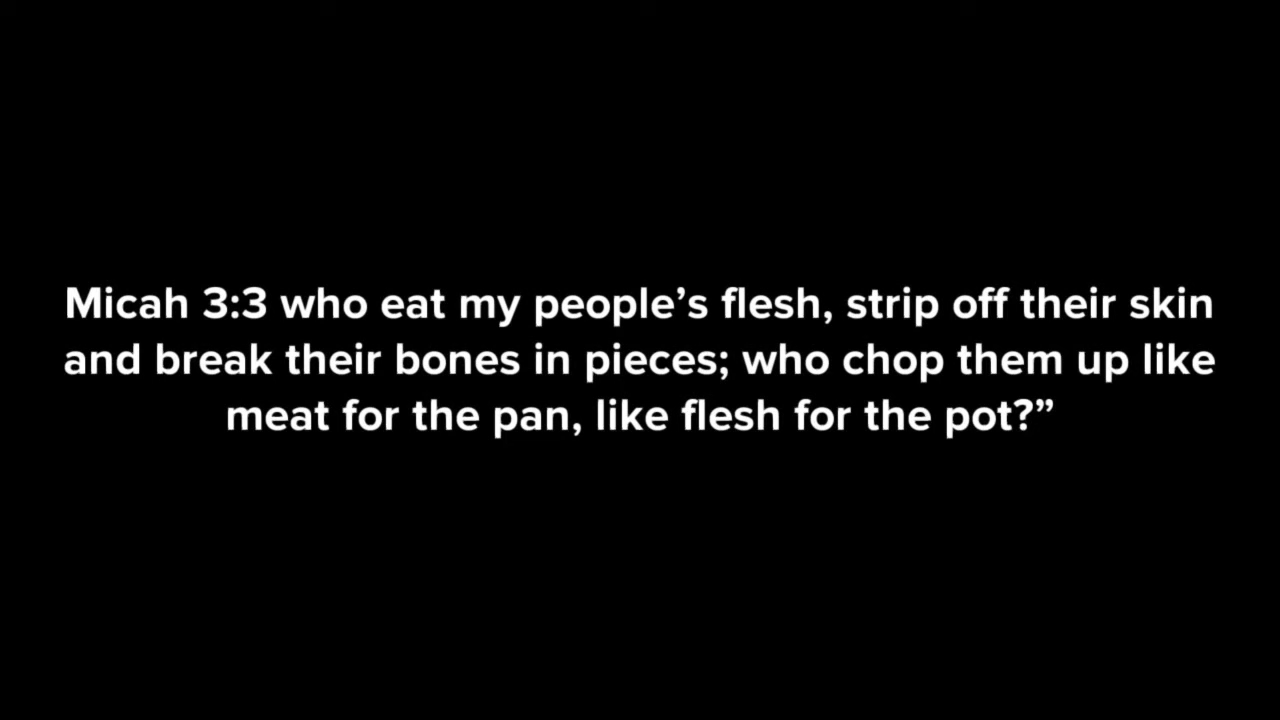 Micah 3:3 who eat my people’s flesh, strip off their skin
and break their bones in pieces; who chop them up like
meat for the pan, like flesh for the pot?”